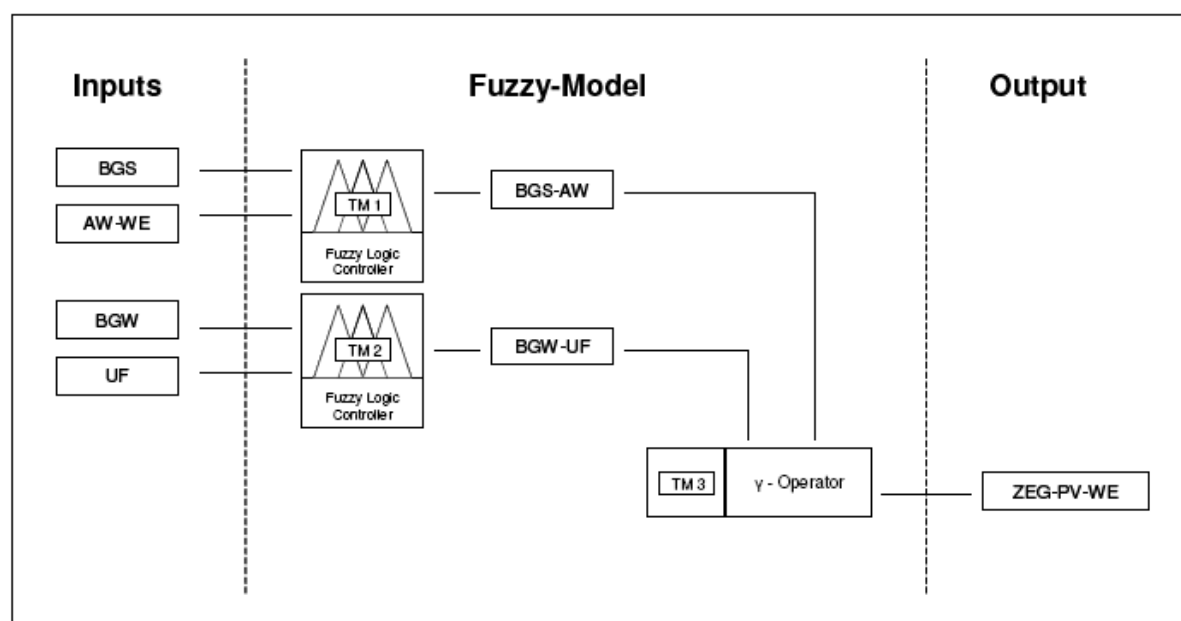 Inputs
Fuzzy-Model
Output
BGS
AW-WE
TM 1
Fuzzy Logic
Controller
BGS-AW
BGW
UF
TM 2
Fuzzy Logic
Controller
BGW-UF
TM 3
γ - Operator
ZEG-PV-WE